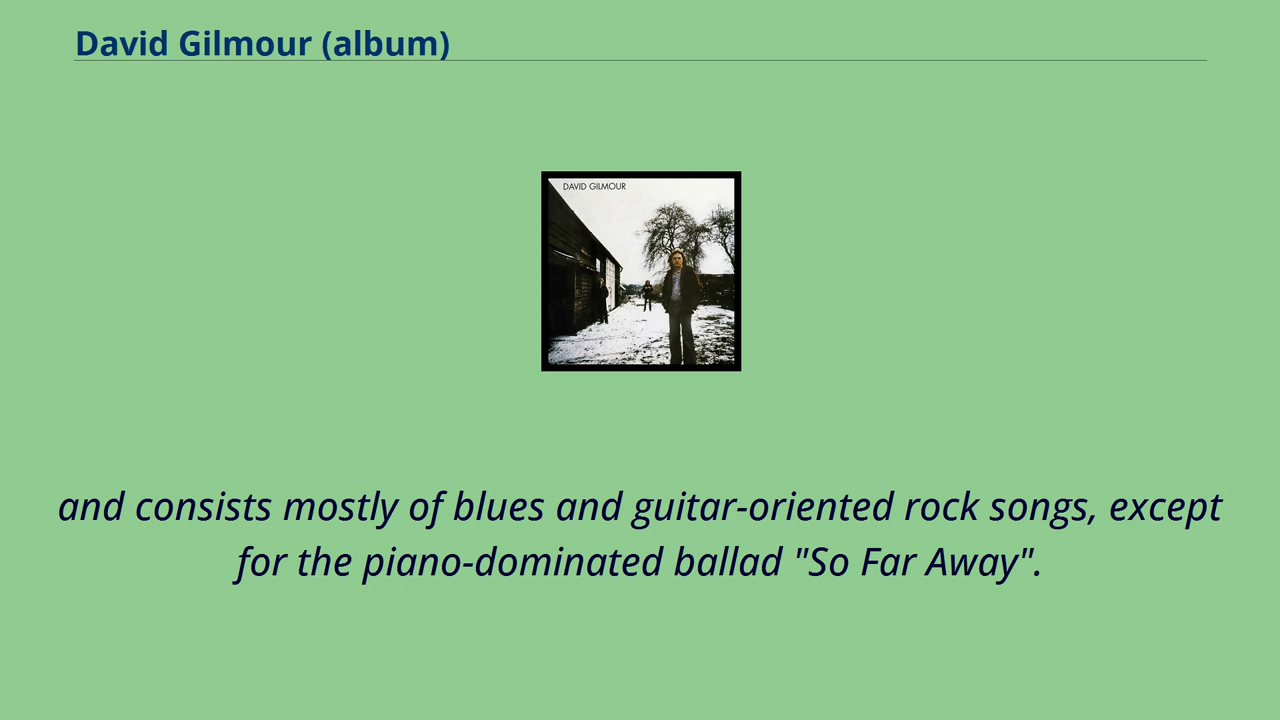 David Gilmour (album)
DAVID GILMOUR
and consists mostly of blues and guitar-oriented rock songs, except
for the piano-dominated ballad "So Far Away".